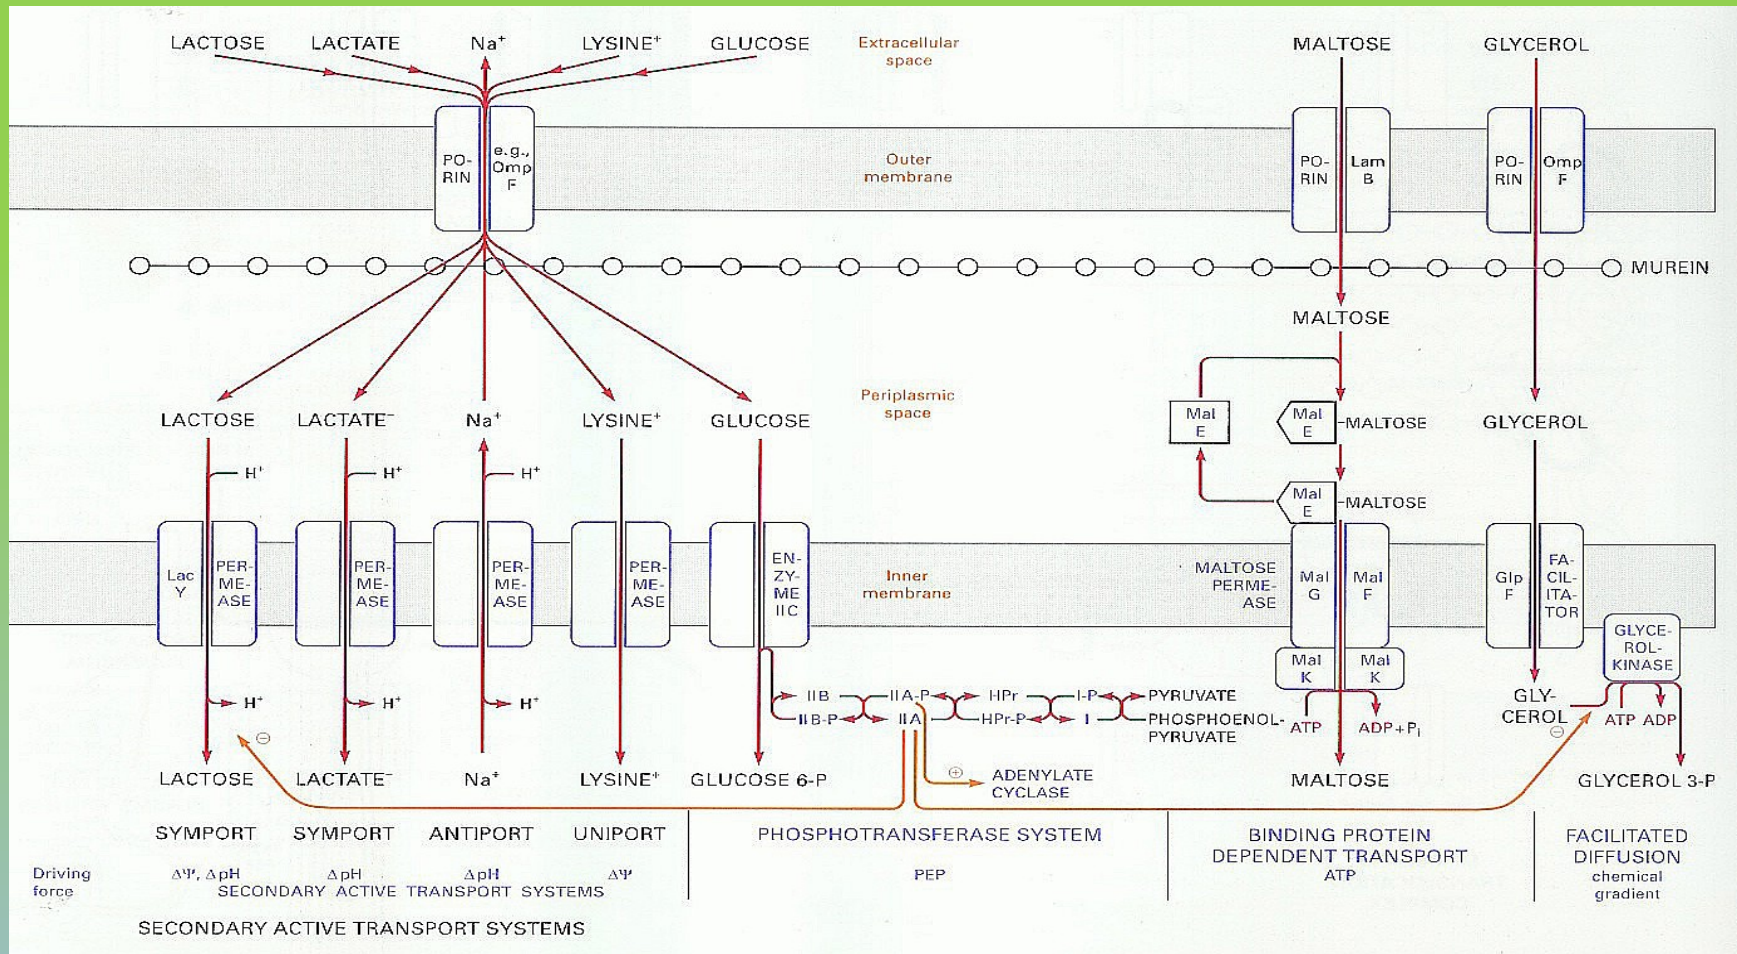 LACTOSE LACTATE Na⁺ LYSINE⁺ GLUCOSE
Extracellular
space
MALTOSE GLYCEROL
PO-
RIN
e.g.,
Omp
F
Outer
membrane
PO-
RIN
Lam
B
PO-
RIN
Omp
F
MUREIN
MALTOSE
Periplasmic
space
LACTOSE LACTATE⁻ Na⁺ LYSINE⁺ GLUCOSE
Mal
E
Mal
E
-MALTOSE
GLYCEROL
H⁺ H⁺ H⁺
Mal
E
-MALTOSE
Lac
Y
PER-
ME-
ASE
PER-
ME-
ASE
PER-
ME-
ASE
PER-
ME-
ASE
EN-
ZY-
ME
IIC
Inner
membrane
MALTOSE
PERME-
ASE
Mal
G
Mal
F
Glp
F
FA-
CIL-
ITA-
TOR
GLYCE-
ROL-
KINASE
Mal
K
Mal
K
H⁺ H⁺ H⁺
IIB IIA-P HPr I-P PYRUVATE
IIB-P IIA HPr-P I PHOSPHOENOL-
PYRUVATE
ATP ADP+Pi
GLY-
CEROL
ATP ADP
⊖
⊖
⊕
ADENYLATE
CYCLASE
LACTOSE LACTATE⁻ Na⁺ LYSINE⁺ GLUCOSE 6-P
MALTOSE
GLYCEROL 3-P
SYMPORT SYMPORT ANTIPORT UNIPORT
PHOSPHOTRANSFERASE SYSTEM
BINDING PROTEIN
DEPENDENT TRANSPORT
ATP
FACILITATED
DIFFUSION
chemical
gradient
Driving
force
ΔΨ, ΔpH ΔpH ΔpH ΔΨ
PEP
SECONDARY ACTIVE TRANSPORT SYSTEMS
SECONDARY ACTIVE TRANSPORT SYSTEMS